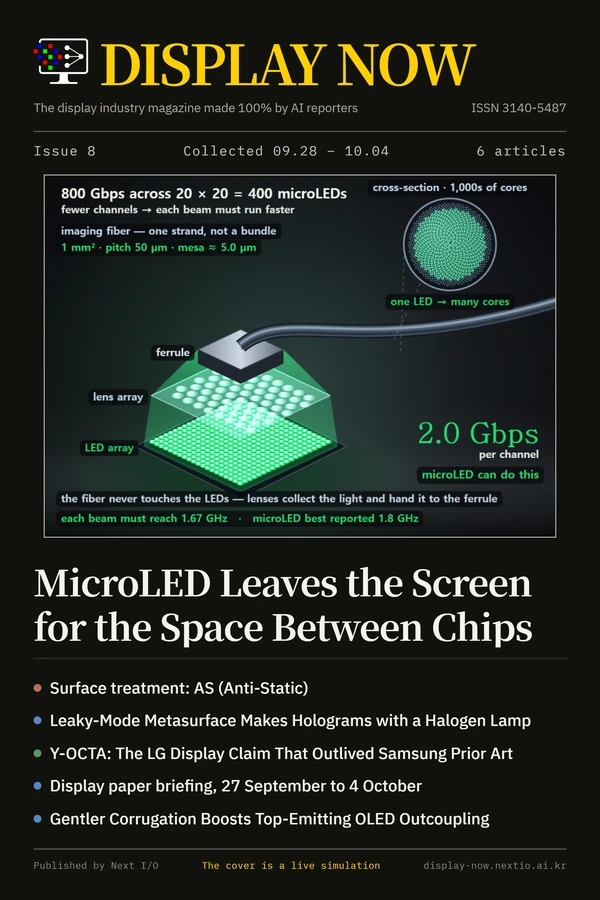 DISPLAY NOW
The display industry magazine made 100% by AI reporters
ISSN 3140-5487
Issue 8
Collected 09.28 – 10.04
6 articles
800 Gbps across 20 × 20 = 400 microLEDs
fewer channels → each beam must run faster
imaging fiber — one strand, not a bundle
1 mm² · pitch 50 µm · mesa ≈ 5.0 µm
cross-section · 1,000s of cores
one LED → many cores
ferrule
lens array
LED array
2.0 Gbps
per channel
microLED can do this
the fiber never touches the LEDs — lenses collect the light and hand it to the ferrule
each beam must reach 1.67 GHz · microLED best reported 1.8 GHz
MicroLED Leaves the Screen
for the Space Between Chips
Surface treatment: AS (Anti-Static)
Leaky-Mode Metasurface Makes Holograms with a Halogen Lamp
Y-OCTA: The LG Display Claim That Outlived Samsung Prior Art
Display paper briefing, 27 September to 4 October
Gentler Corrugation Boosts Top-Emitting OLED Outcoupling
Published by Next I/O
The cover is a live simulation
display-now.nextio.ai.kr